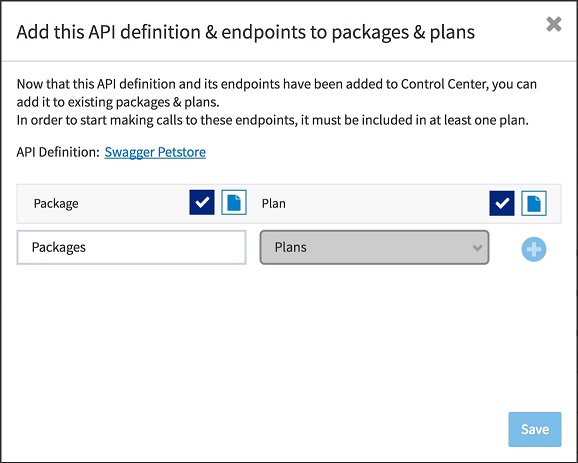 Add this API definition & endpoints to packages & plans
Now that this API definition and its endpoints have been added to Control Center, you can
add it to existing packages & plans.
In order to start making calls to these endpoints, it must be included in at least one plan.
API Definition: Swagger Petstore
Package Plan
Packages Plans
Save